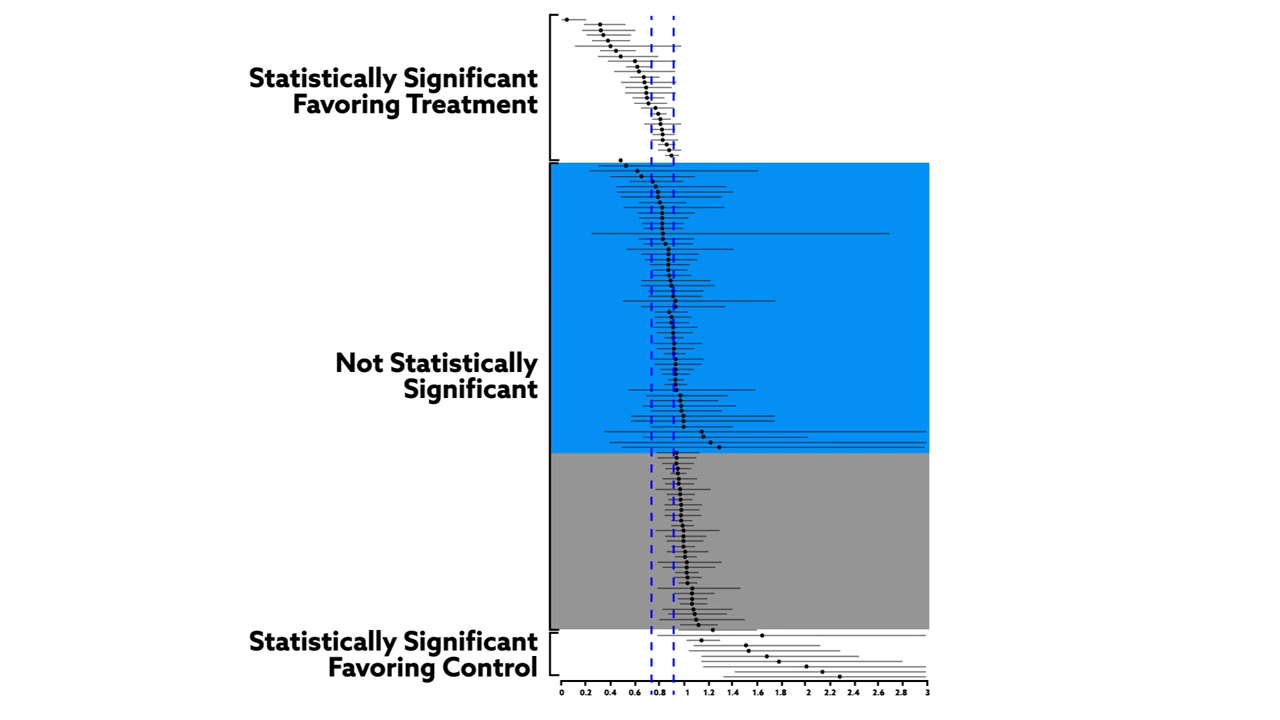 Statistically Significant
Favoring Treatment
Not Statistically
Significant
Statistically Significant
Favoring Control
0 0.2 0.4 0.6 0.8 1 1.2 1.4 1.6 1.8 2 2.2 2.4 2.6 2.8 3